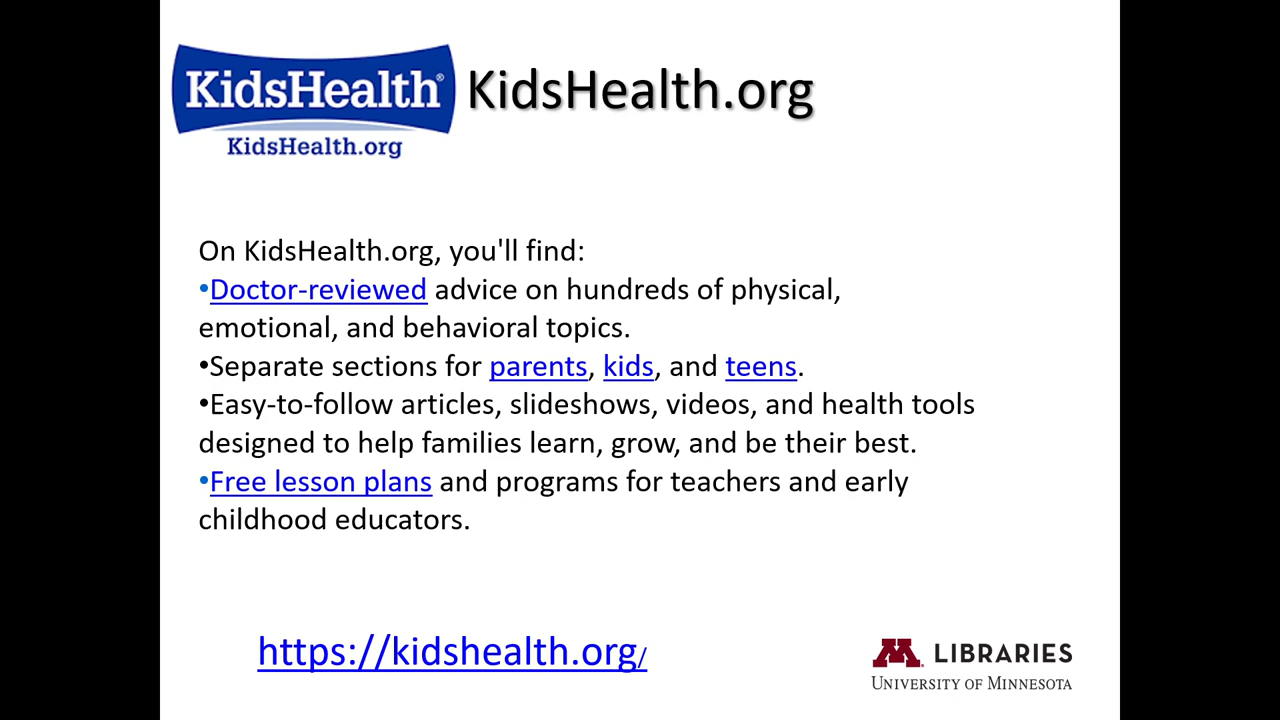 KidsHealth® KidsHealth.org
KidsHealth.org
On KidsHealth.org, you'll find:
•Doctor-reviewed advice on hundreds of physical,
emotional, and behavioral topics.
•Separate sections for parents, kids, and teens.
•Easy-to-follow articles, slideshows, videos, and health tools
designed to help families learn, grow, and be their best.
•Free lesson plans and programs for teachers and early
childhood educators.
https://kidshealth.org/
M LIBRARIES
UNIVERSITY OF MINNESOTA